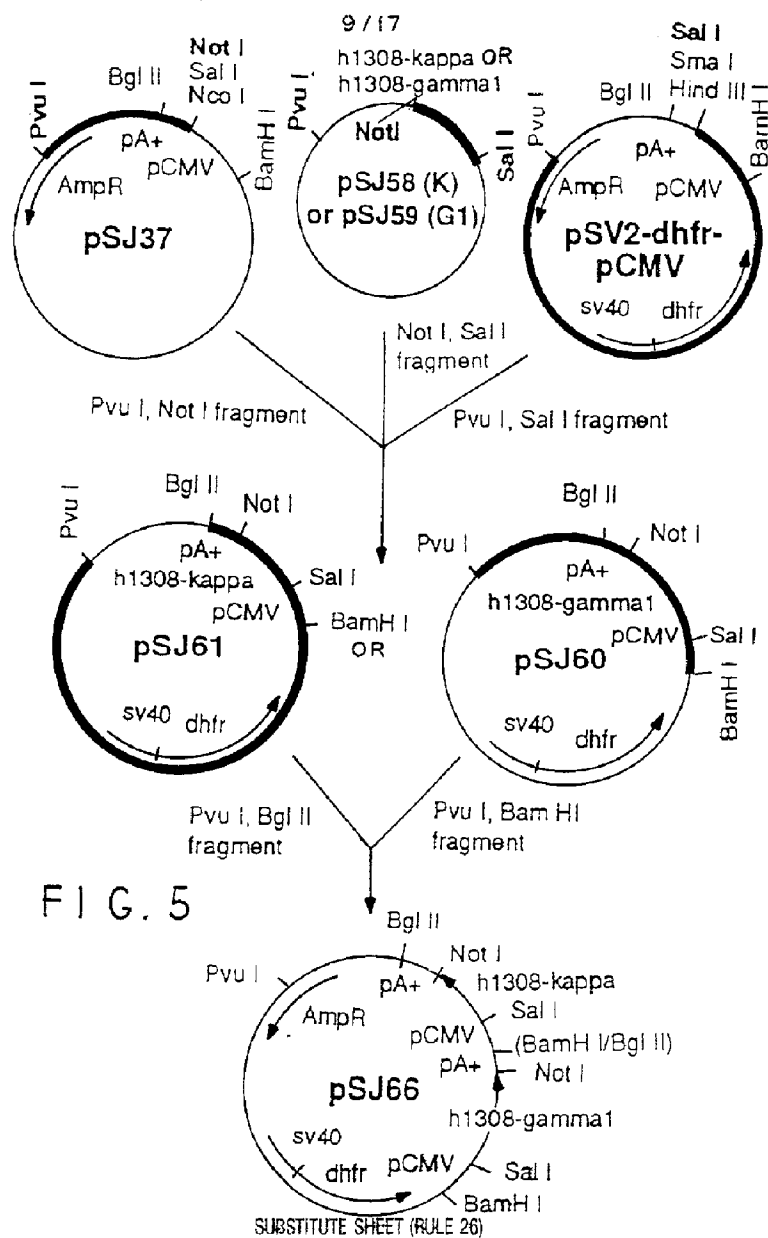 9/17
Not I
Sal I
Nco I
Bgl II
Pvu I
BamH I
pA+
pCMV
AmpR
pSJ37
h1308-kappa OR
h1308-gamma1
Pvu I
NotI
Sal I
pSJ58 (K)
or pSJ59 (G1)
Sal I
Sma I
Hind III
Bgl II
Pvu I
BamH I
pA+
AmpR
pCMV
pSV2-dhfr-
pCMV
sv40
dhfr
Not I, Sal I
fragment
Pvu I, Not I fragment
Pvu I, Sal I fragment
Pvu I
Bgl II
Not I
pA+
h1308-kappa
Sal I
pCMV
BamH I
OR
pSJ61
sv40
dhfr
Bgl II
Pvu I
Not I
pA+
h1308-gamma1
pCMV
Sal I
pSJ60
BamH I
sv40
dhfr
Pvu I, Bgl II
fragment
Pvu I, Bam HI
fragment
FIG. 5
Bgl II
Pvu I
Not I
pA+
h1308-kappa
AmpR
Sal I
pCMV
(BamH I/Bgl II)
pA+
Not I
pSJ66
h1308-gamma1
sv40
dhfr
pCMV
Sal I
BamH I
SUBSTITUTE SHEET (RULE 26)